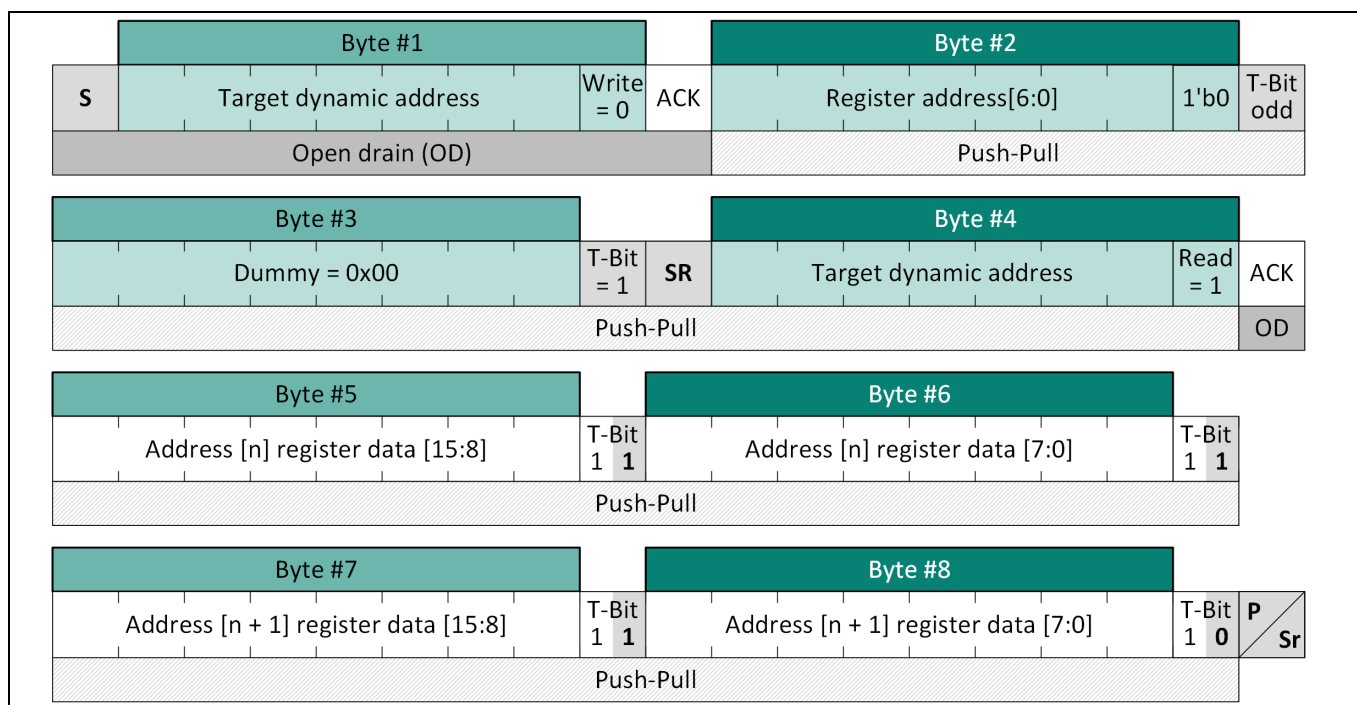 Byte #1 Byte #2
S Target dynamic address Write = 0 ACK Register address[6:0] 1'b0 T-Bit odd
Open drain (OD) Push-Pull
Byte #3 Byte #4
Dummy = 0x00 T-Bit = 1 SR Target dynamic address Read = 1 ACK
Push-Pull OD
Byte #5 Byte #6
Address [n] register data [15:8] T-Bit 1 1 Address [n] register data [7:0] T-Bit 1 1
Push-Pull
Byte #7 Byte #8
Address [n + 1] register data [15:8] T-Bit 1 1 Address [n + 1] register data [7:0] T-Bit 1 0 P Sr
Push-Pull